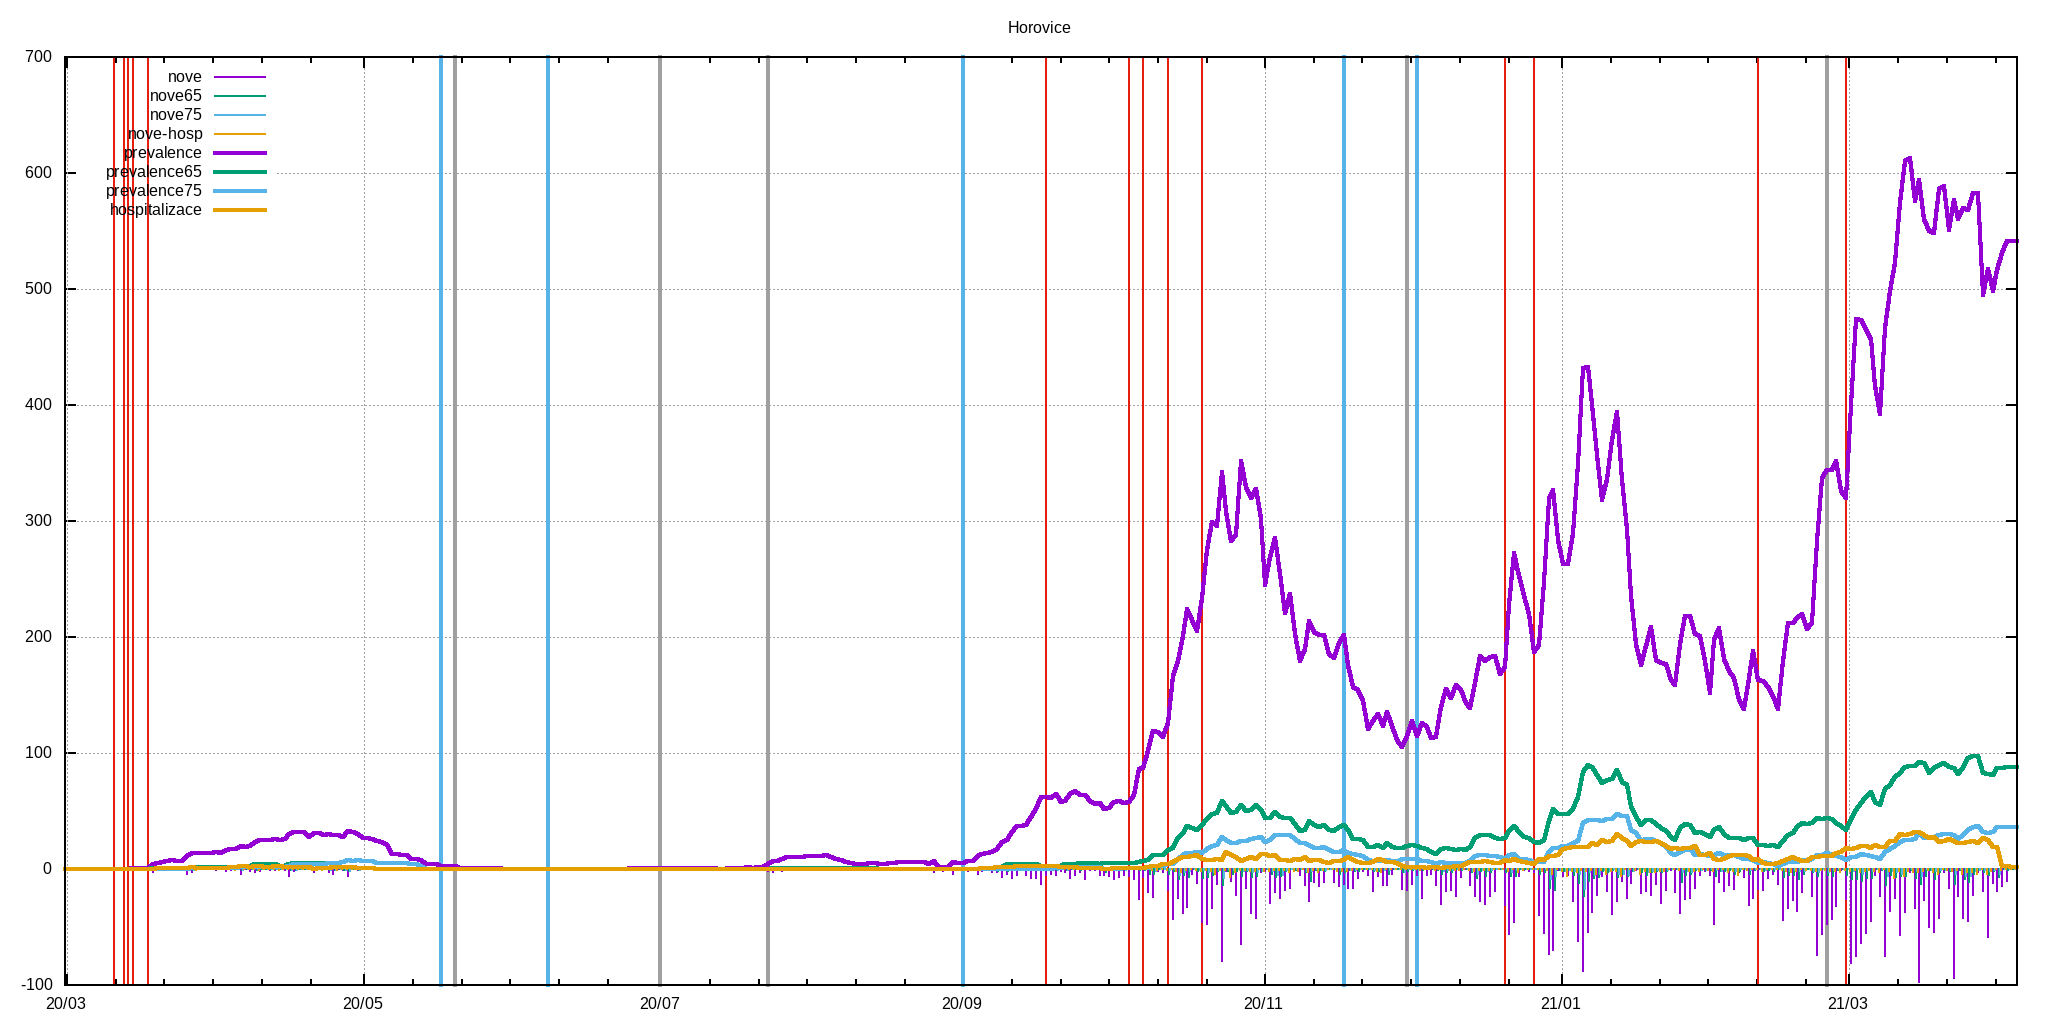 Horovice
700
600
500
400
300
200
100
0
-100
nove
nove65
nove75
nove-hosp
prevalence
prevalence65
prevalence75
hospitalizace
20/03
20/05
20/07
20/09
20/11
21/01
21/03